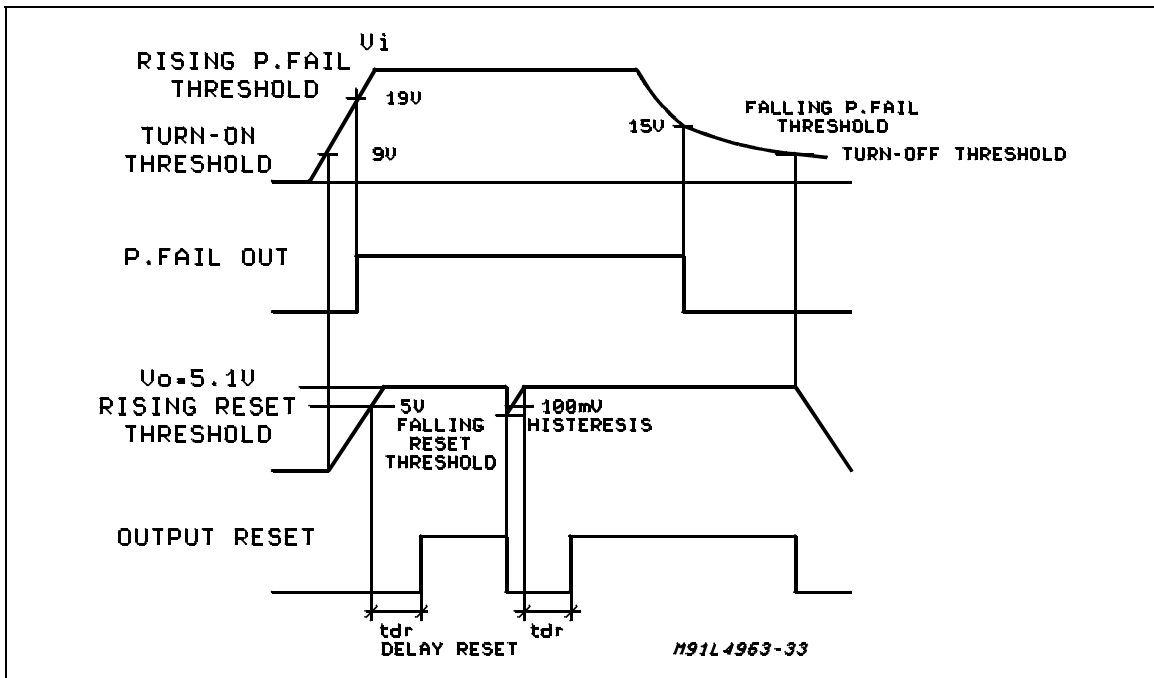 Vi
RISING P.FAIL
THRESHOLD
19V
TURN-ON
THRESHOLD
9V
15V
FALLING P.FAIL
THRESHOLD
TURN-OFF THRESHOLD
P.FAIL OUT
Vo=5.1V
RISING RESET
THRESHOLD
5V
FALLING
RESET
THRESHOLD
100mV
HISTERESIS
OUTPUT RESET
tdr
tdr
DELAY RESET
M91L4963-33